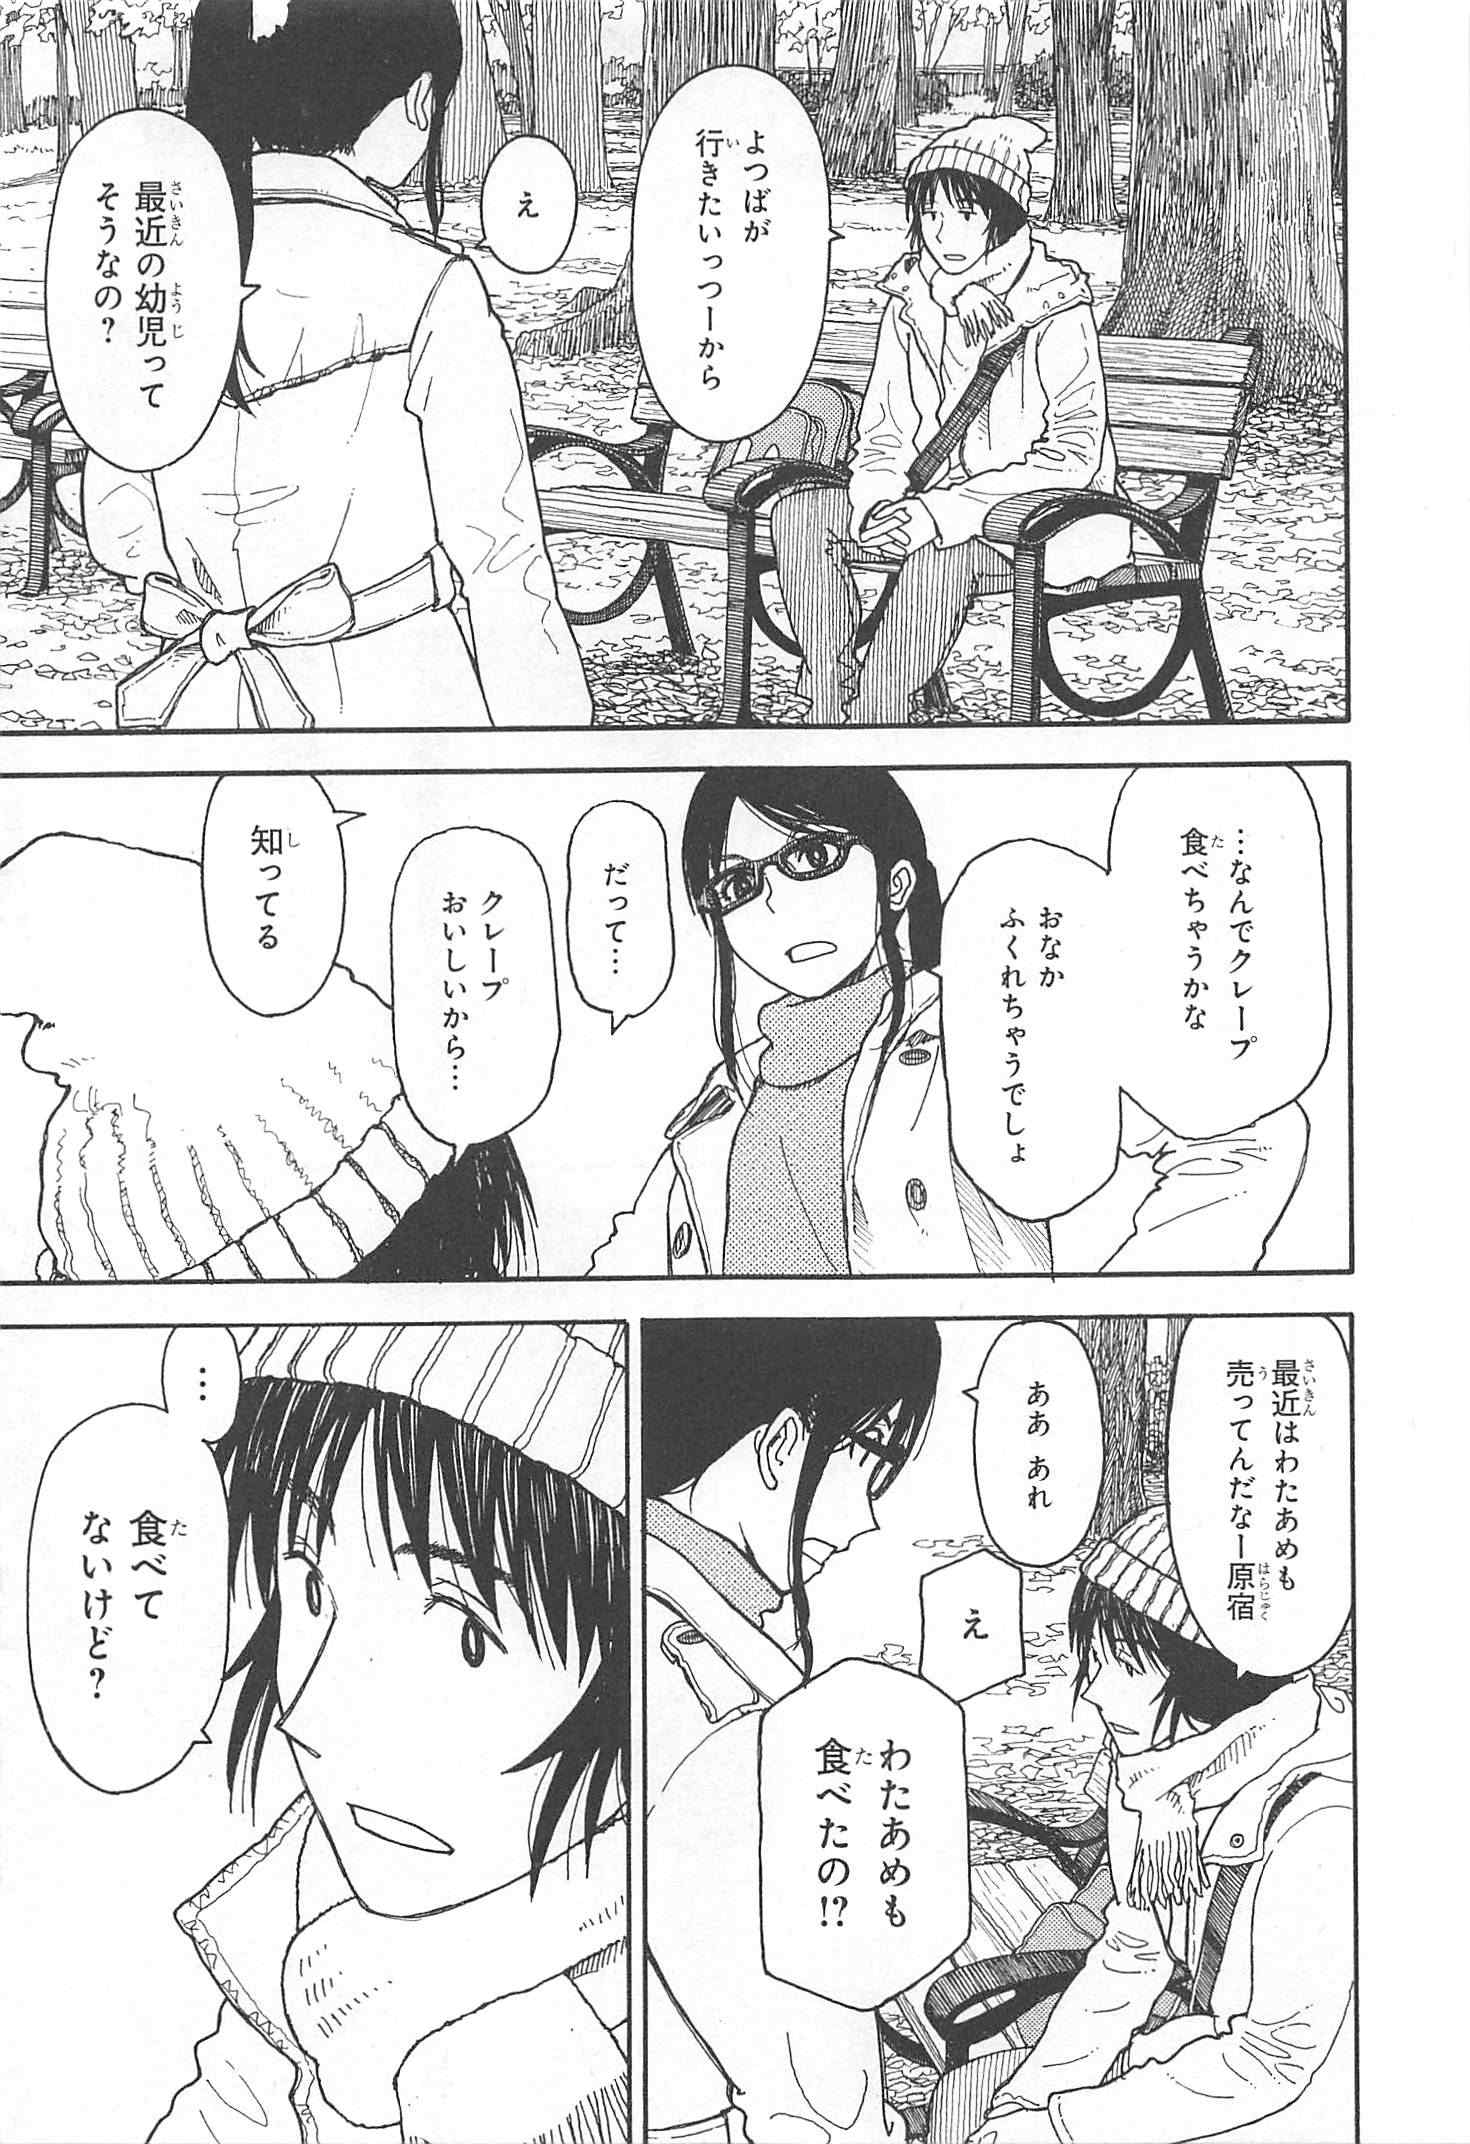 よつばが
行きたいっつーから
え
最近の幼児って
そうなの?
…なんでクレープ
食べちゃうかな
おなか
ふくれちゃうでしょ
だって…
クレープ
おいしいから…
知ってる
最近はわたあめも
売ってんだなー原宿
ああ あれ
え
わたあめも
食べたの!?
…
食べて
ないけど?